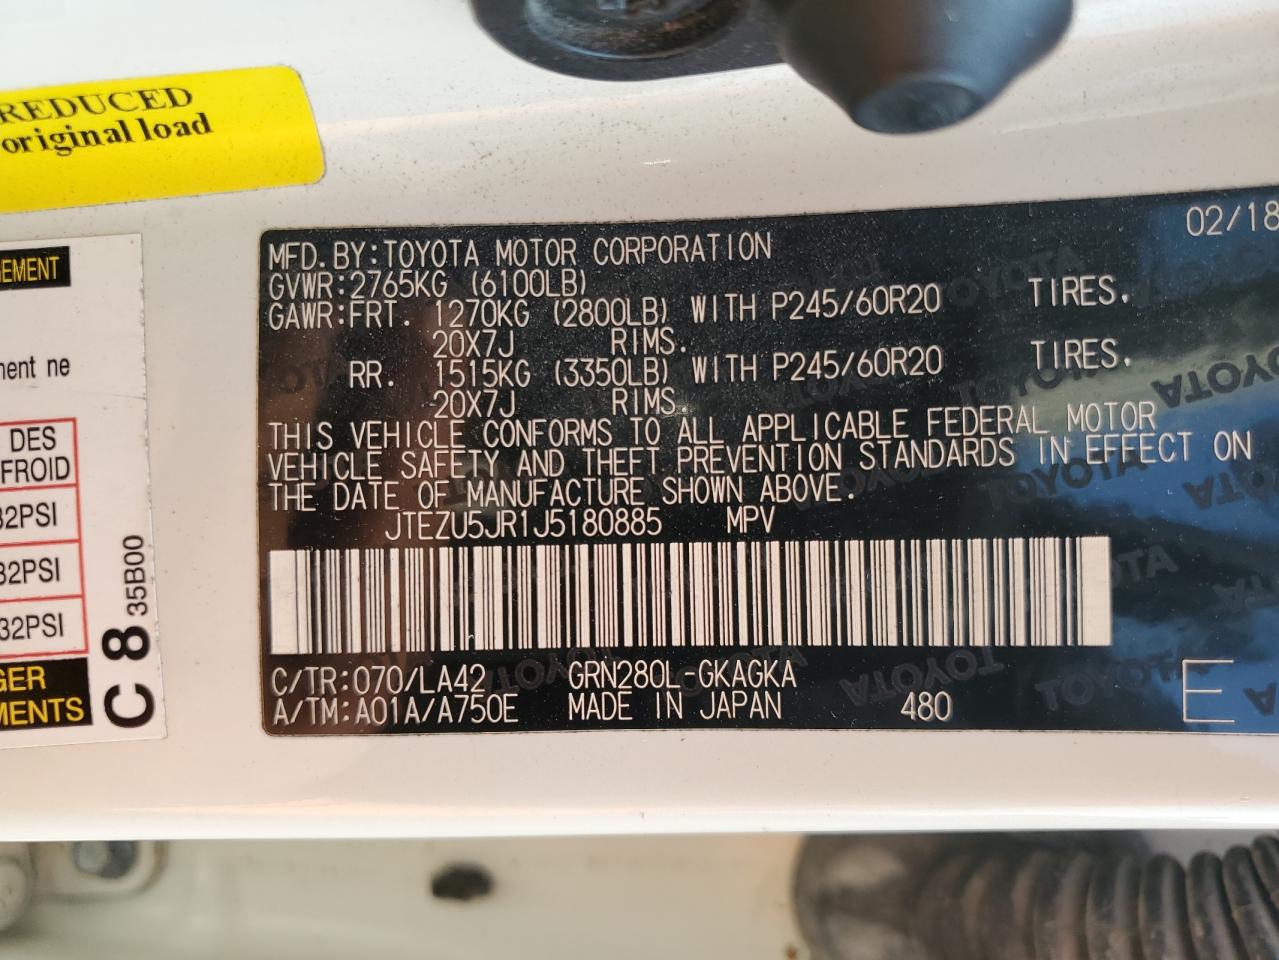 REDUCED
original load
GEMENT
ment ne
DES
FROID
32PSI
32PSI
32PSI
GER
MENTS
C 8
35B00
02/18
MFD.BY:TOYOTA MOTOR CORPORATION
GVWR:2765KG (6100LB)
GAWR:FRT. 1270KG (2800LB) WITH P245/60R20 TIRES.
20X7J RIMS.
RR. 1515KG (3350LB) WITH P245/60R20 TIRES.
20X7J RIMS.
THIS VEHICLE CONFORMS TO ALL APPLICABLE FEDERAL MOTOR
VEHICLE SAFETY AND THEFT PREVENTION STANDARDS IN EFFECT ON
THE DATE OF MANUFACTURE SHOWN ABOVE.
JTEZU5JR1J5180885 MPV
C/TR:070/LA42 GRN280L-GKAGKA
A/TM:A01A/A750E MADE IN JAPAN 480 E